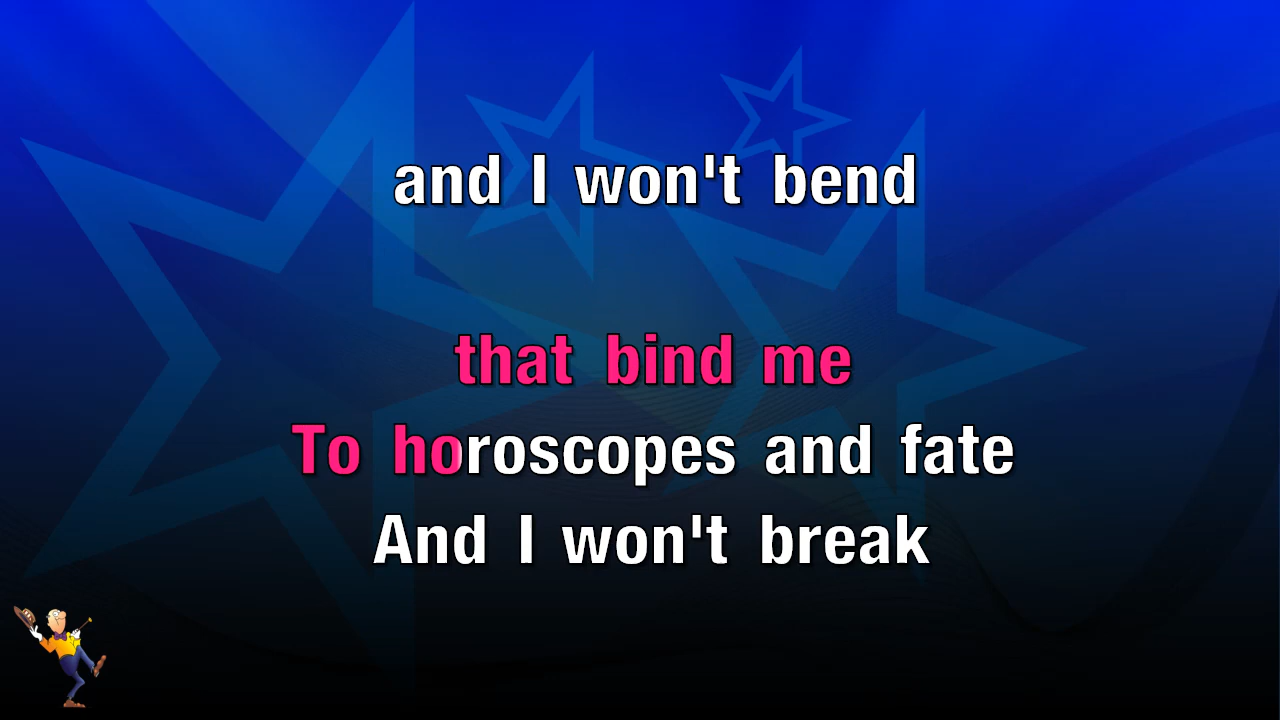 and I won't bend
that bind me
To horoscopes and fate
And I won't break